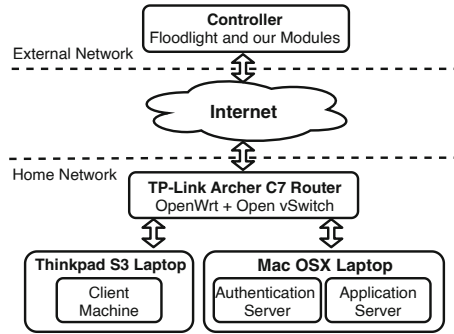 Controller
Floodlight and our Modules
External Network
Internet
Home Network
TP-Link Archer C7 Router
OpenWrt + Open vSwitch
Thinkpad S3 Laptop
Client
Machine
Mac OSX Laptop
Authentication
Server
Application
Server